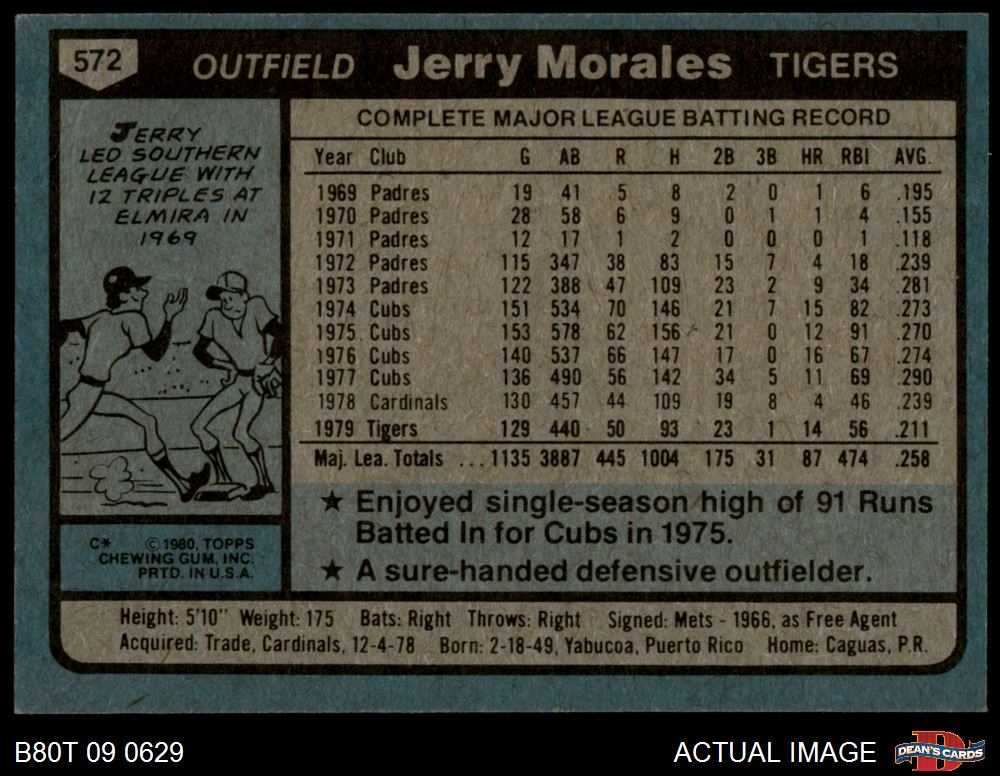 572
OUTFIELD Jerry Morales TIGERS
JERRY
LED SOUTHERN
LEAGUE WITH
12 TRIPLES AT
ELMIRA IN
1969
C* © 1980, TOPPS
CHEWING GUM, INC.
PRTD. IN U.S.A.
COMPLETE MAJOR LEAGUE BATTING RECORD
Year Club G AB R H 2B 3B HR RBI AVG.
1969 Padres 19 41 5 8 2 0 1 6 .195
1970 Padres 28 58 6 9 0 1 1 4 .155
1971 Padres 12 17 1 2 0 0 0 1 .118
1972 Padres 115 347 38 83 15 7 4 18 .239
1973 Padres 122 388 47 109 23 2 9 34 .281
1974 Cubs 151 534 70 146 21 7 15 82 .273
1975 Cubs 153 578 62 156 21 0 12 91 .270
1976 Cubs 140 537 66 147 17 0 16 67 .274
1977 Cubs 136 490 56 142 34 5 11 69 .290
1978 Cardinals 130 457 44 109 19 8 4 46 .239
1979 Tigers 129 440 50 93 23 1 14 56 .211
Maj. Lea. Totals ...1135 3887 445 1004 175 31 87 474 .258
★ Enjoyed single-season high of 91 Runs
Batted In for Cubs in 1975.
★ A sure-handed defensive outfielder.
Height: 5'10" Weight: 175 Bats: Right Throws: Right Signed: Mets - 1966, as Free Agent
Acquired: Trade, Cardinals, 12-4-78 Born: 2-18-49, Yabucoa, Puerto Rico Home: Caguas, P.R.
B80T 09 0629
ACTUAL IMAGE
DEAN'S CARDS